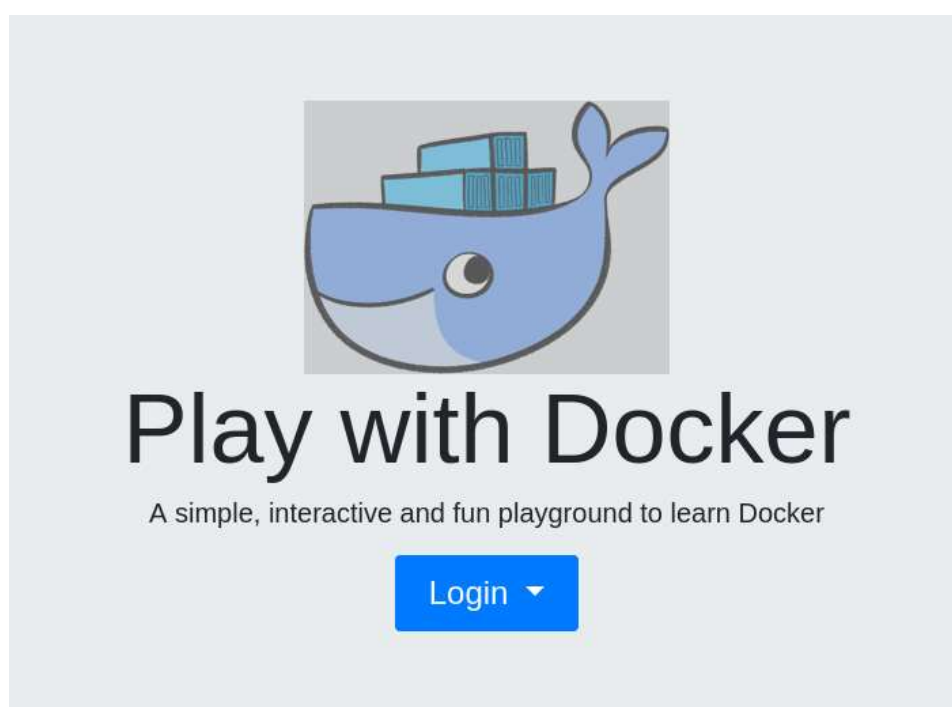 Play with Docker
A simple, interactive and fun playground to learn Docker
Login